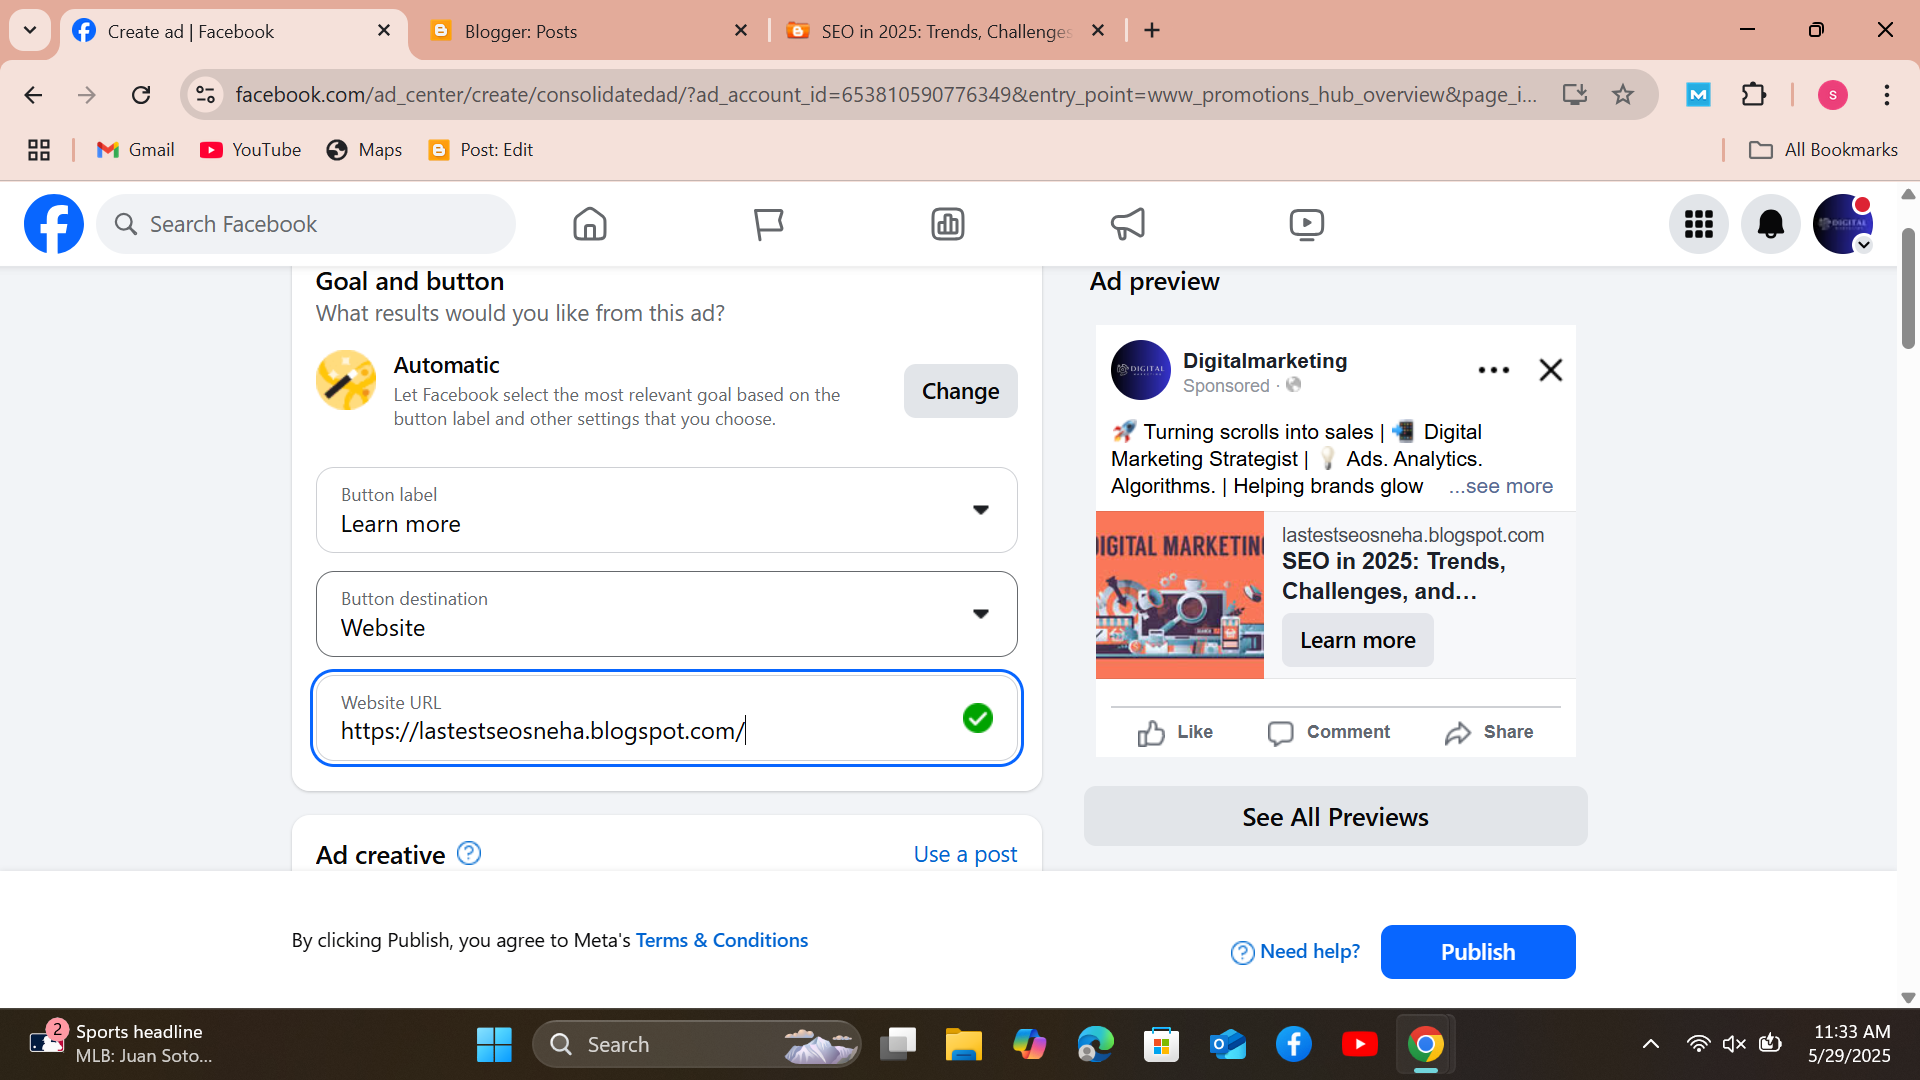 Create ad | Facebook
Blogger: Posts
SEO in 2025: Trends, Challenges
facebook.com/ad_center/create/consolidatedad/?ad_account_id=653810590776349&entry_point=www_promotions_hub_overview&page_i...
S
Gmail
YouTube
Maps
Post: Edit
All Bookmarks
Search Facebook
DIGITAL
Goal and button
What results would you like from this ad?
Automatic
Let Facebook select the most relevant goal based on the
button label and other settings that you choose.
Change
Button label
Learn more
Button destination
Website
Website URL
https://lastestseosneha.blogspot.com/
Ad creative
Use a post
Ad preview
DIGITAL
Digitalmarketing
Sponsored ·
🚀 Turning scrolls into sales | 📲 Digital
Marketing Strategist | 💡 Ads. Analytics.
Algorithms. | Helping brands glow ...see more
DIGITAL MARKETIN
lastestseosneha.blogspot.com
SEO in 2025: Trends,
Challenges, and…
Learn more
Like
Comment
Share
See All Previews
By clicking Publish, you agree to Meta's Terms & Conditions
Need help?
Publish
2
Sports headline
MLB: Juan Soto...
Search
11:33 AM
5/29/2025